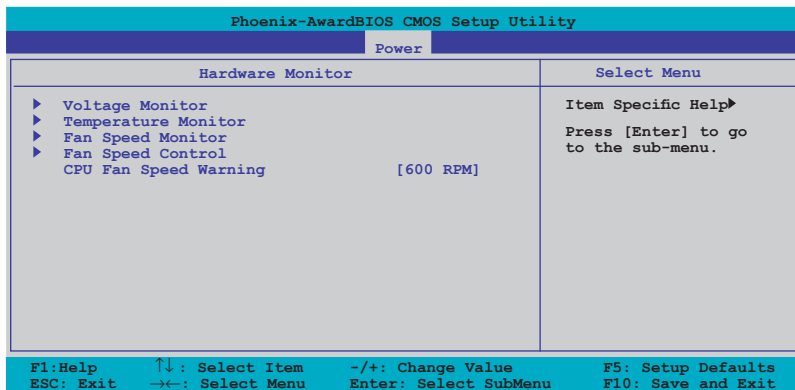 Phoenix-AwardBIOS CMOS Setup Utility
Power
Hardware Monitor
Select Menu
Voltage Monitor
Temperature Monitor
Fan Speed Monitor
Fan Speed Control
CPU Fan Speed Warning [600 RPM]
Item Specific Help
Press [Enter] to go
to the sub-menu.
F1:Help ↑↓: Select Item -/+: Change Value F5: Setup Defaults
ESC: Exit →←: Select Menu Enter: Select SubMenu F10: Save and Exit